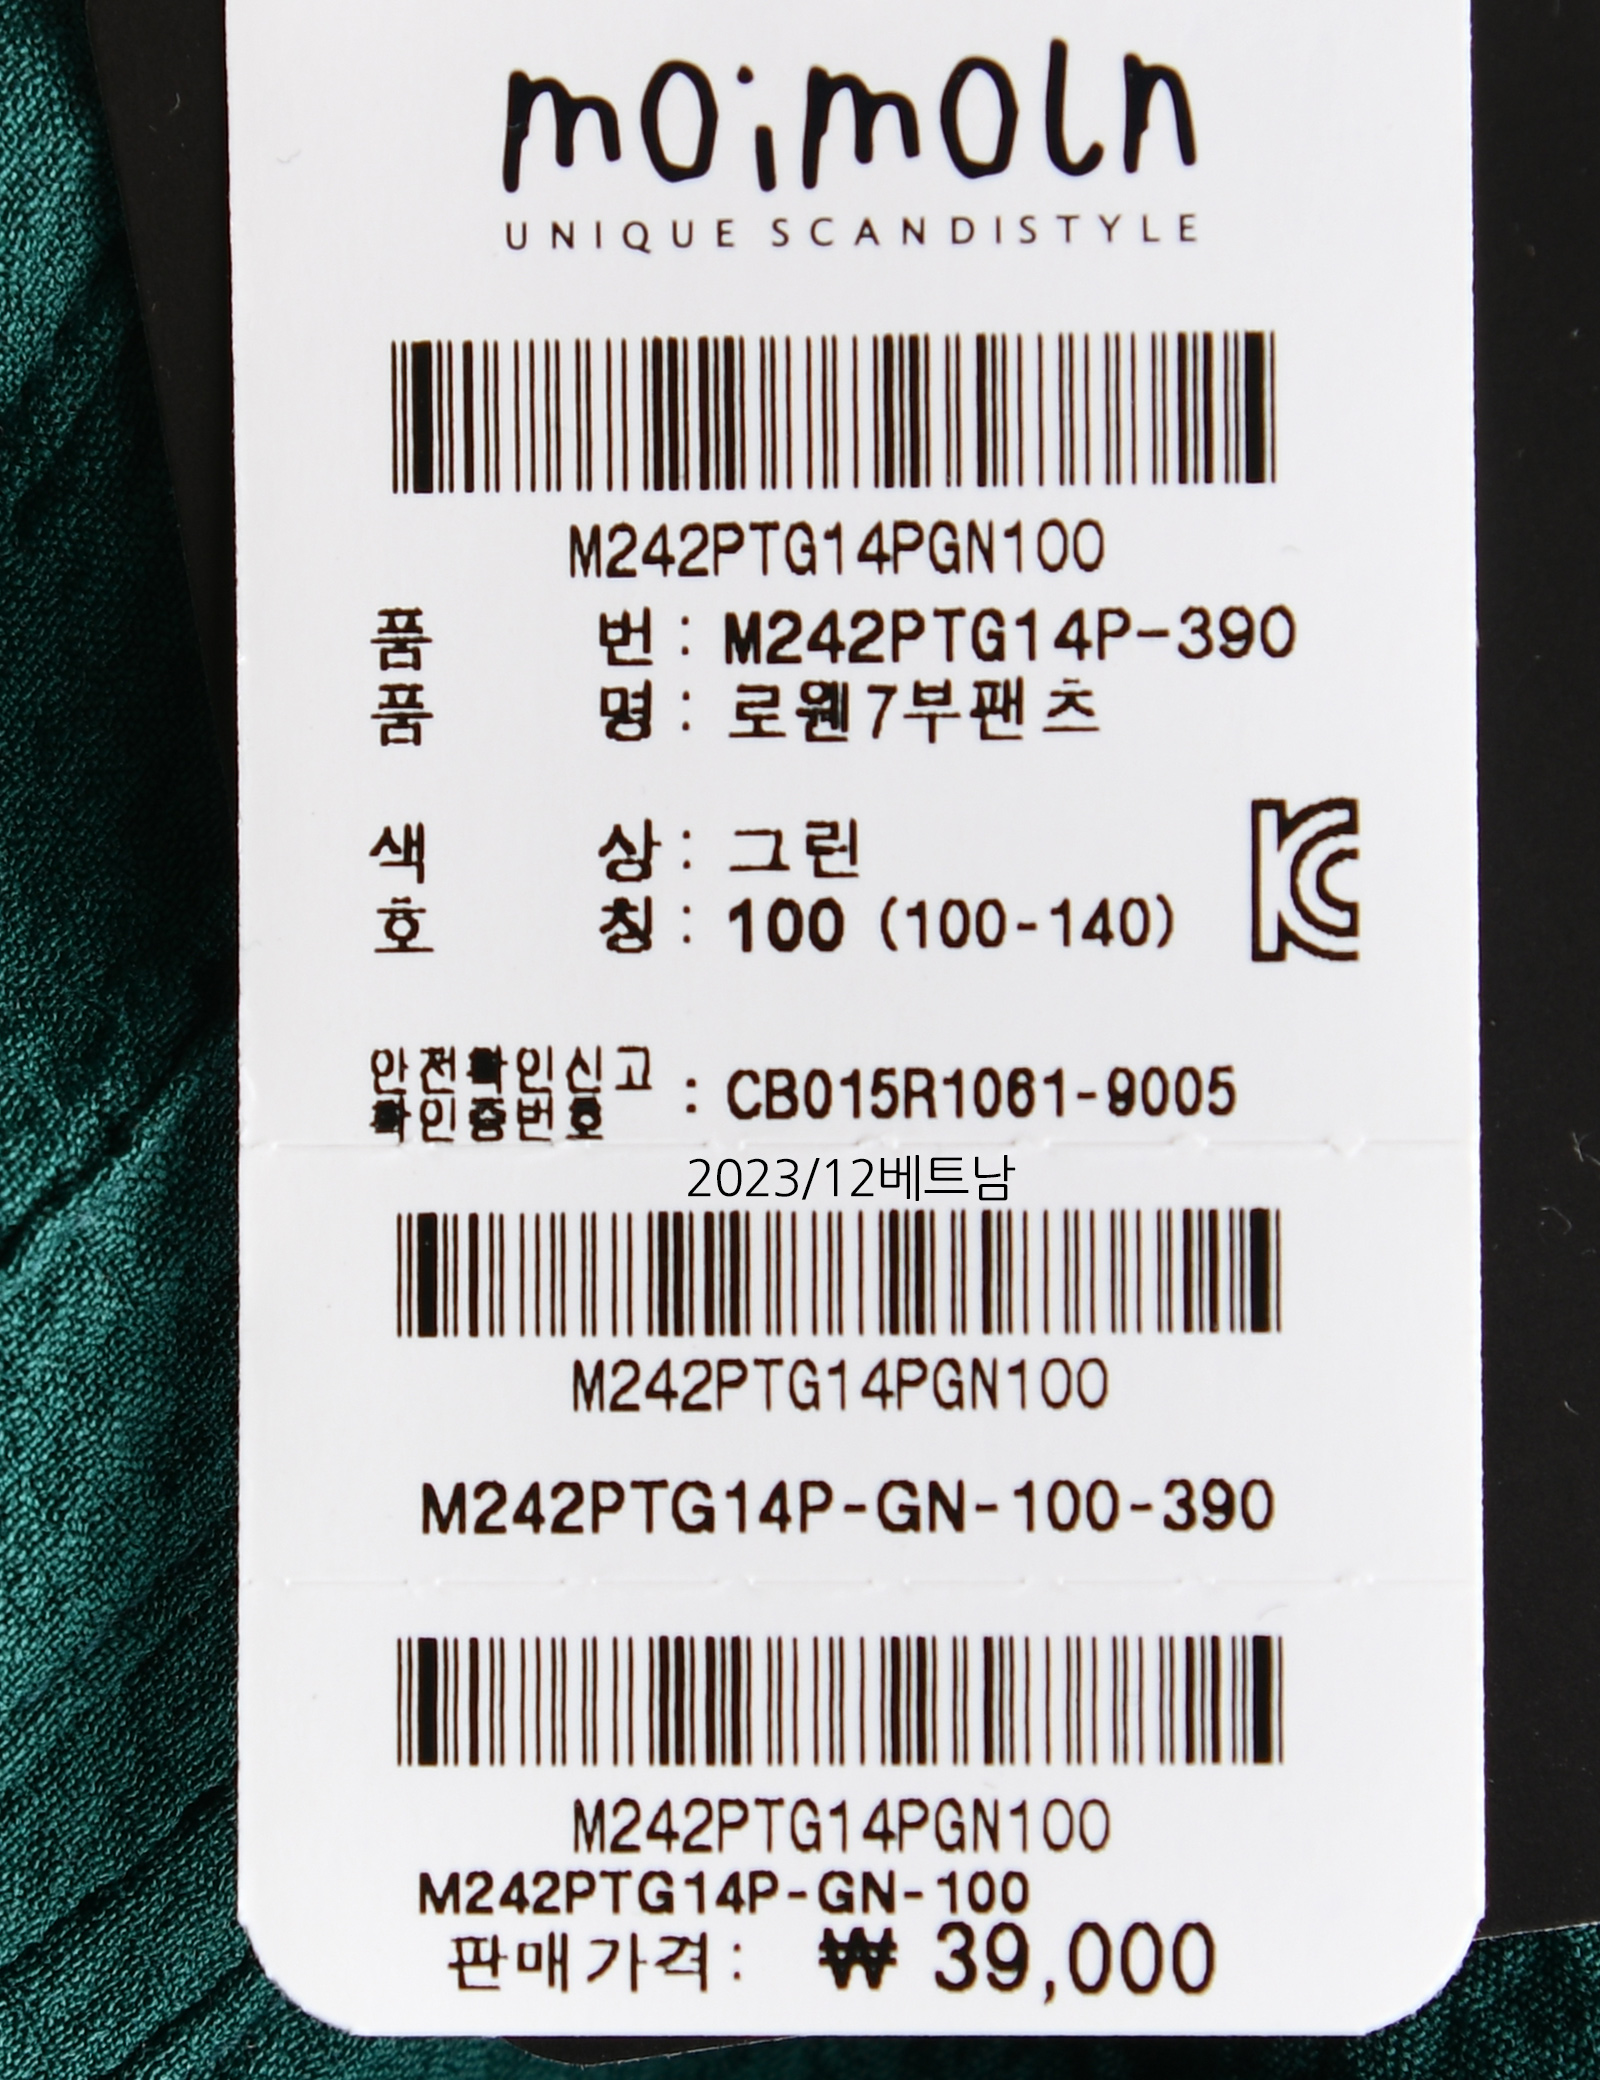 moimoln
UNIQUE SCANDISTYLE
M242PTG14PGN100
품 번 : M242PTG14P-390
품 명 : 로웬7부팬츠
색 상 : 그린
호 칭 : 100 (100-140)
KC
안전확인신고
확인증번호 : CB015R1061-9005
2023/12베트남
M242PTG14PGN100
M242PTG14P-GN-100-390
M242PTG14PGN100
M242PTG14P-GN-100
판매가격: ₩ 39,000